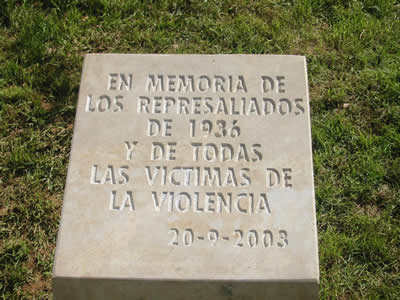 EN MEMORIA DE
LOS REPRESALIADOS
DE 1936
Y DE TODAS
LAS VICTIMAS DE
LA VIOLENCIA
20-9-2003